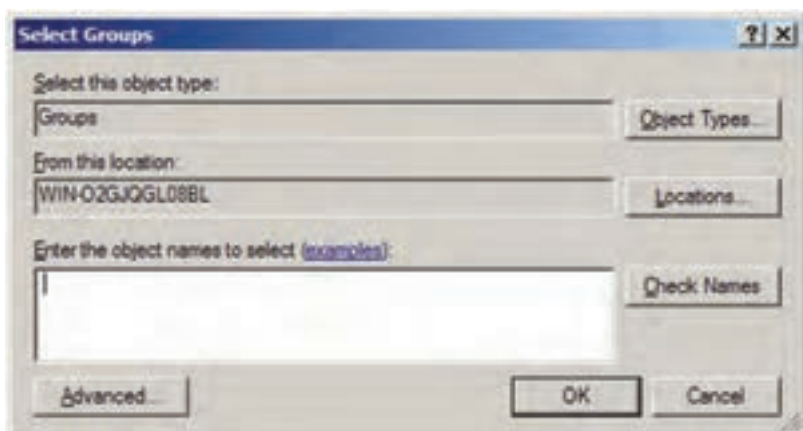 Select Groups
Select this object type:
Groups
Object Types...
From this location:
WIN-O2GJQGL08BL
Locations...
Enter the object names to select (examples):
Check Names
Advanced...
OK
Cancel